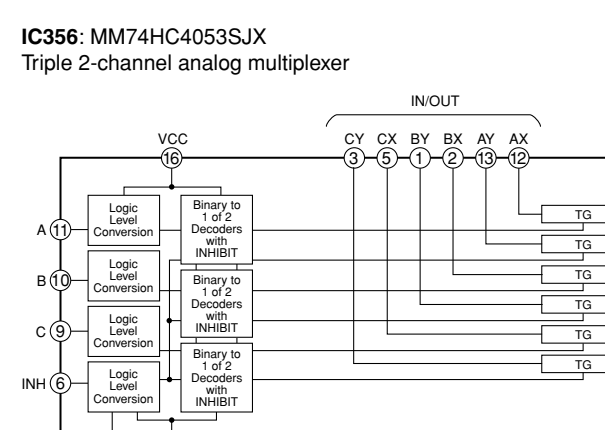 IC356: MM74HC4053SJX
Triple 2-channel analog multiplexer
IN/OUT
VCC CY CX BY BX AY AX
16 3 5 1 2 13 12
Logic
Level
Conversion
Binary to
1 of 2
Decoders
with
INHIBIT
A 11
TG
TG
Logic
Level
Conversion
Binary to
1 of 2
Decoders
with
INHIBIT
B 10
TG
TG
Logic
Level
Conversion
C 9
TG
TG
Logic
Level
Conversion
Binary to
1 of 2
Decoders
with
INHIBIT
INH 6